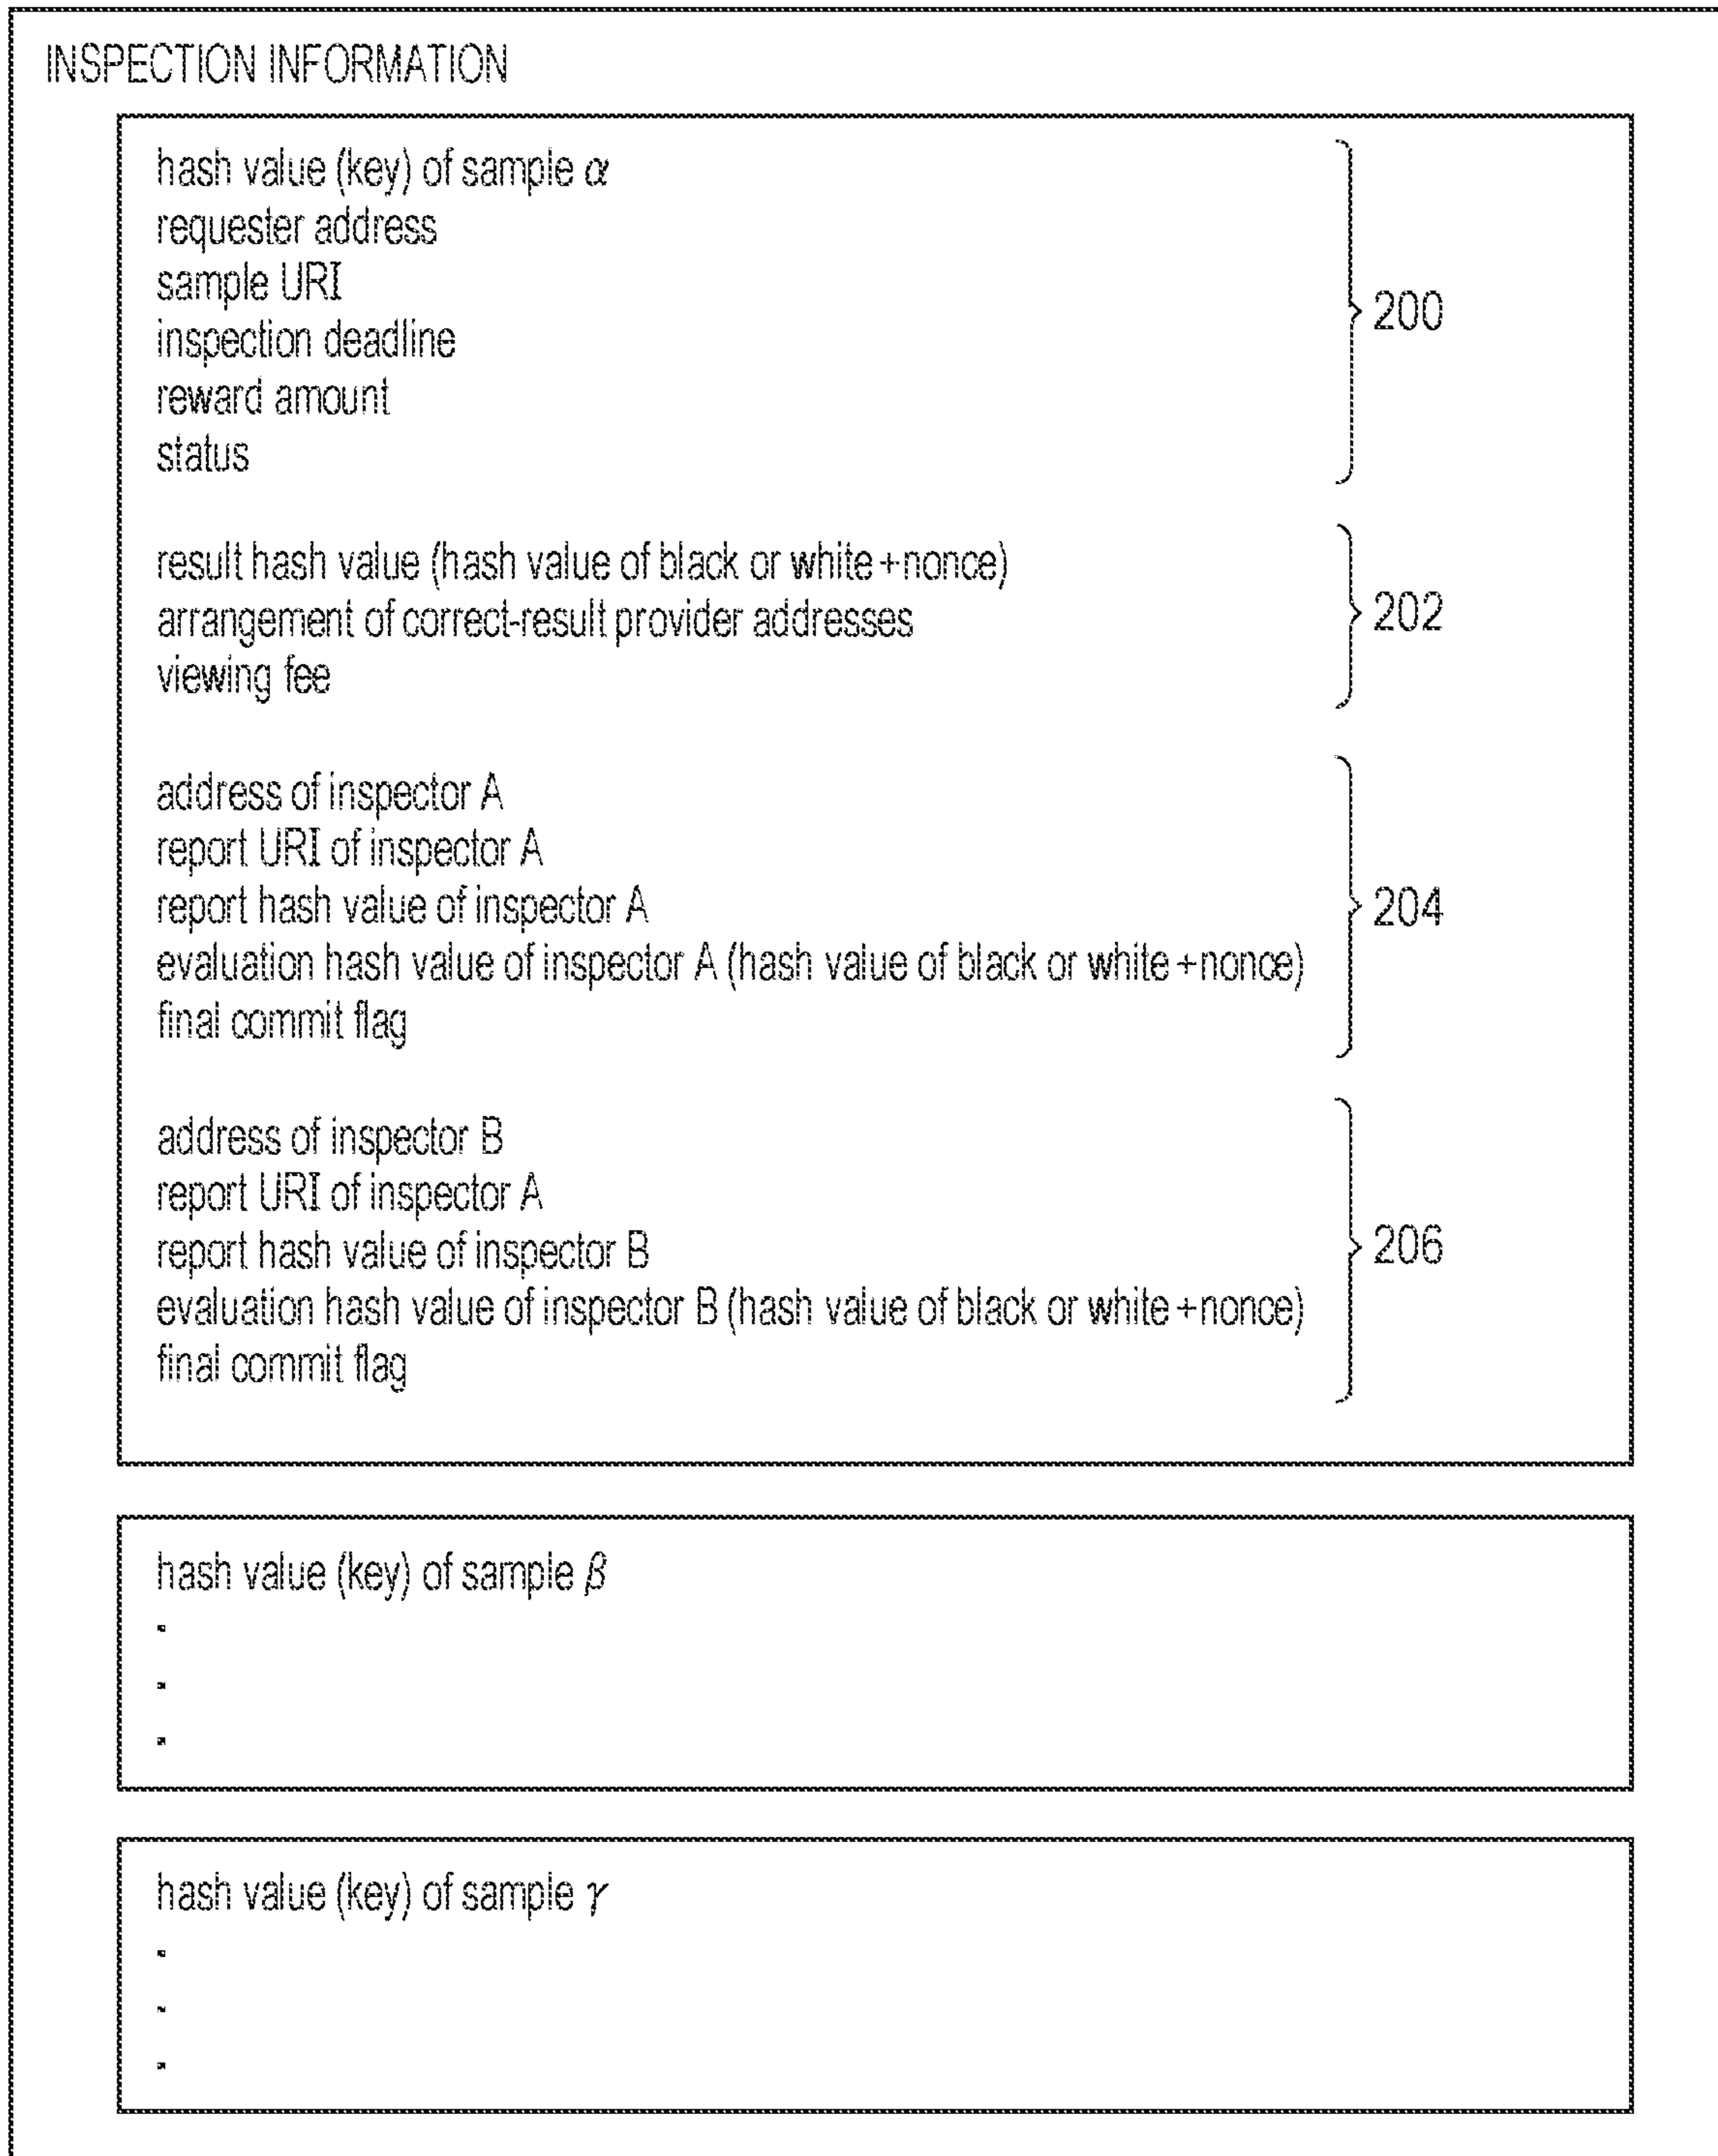 INSPECTION INFORMATION
hash value (key) of sample α
requester address
sample URI
inspection deadline
reward amount
status
200
result hash value (hash value of black or white+nonce)
arrangement of correct-result provider addresses
viewing fee
202
address of inspector A
report URI of inspector A
report hash value of inspector A
evaluation hash value of inspector A (hash value of black or white+nonce)
final commit flag
204
address of inspector B
report URI of inspector A
report hash value of inspector B
evaluation hash value of inspector B (hash value of black or white+nonce)
final commit flag
206
hash value (key) of sample β
.
.
.
hash value (key) of sample γ
.
.
.